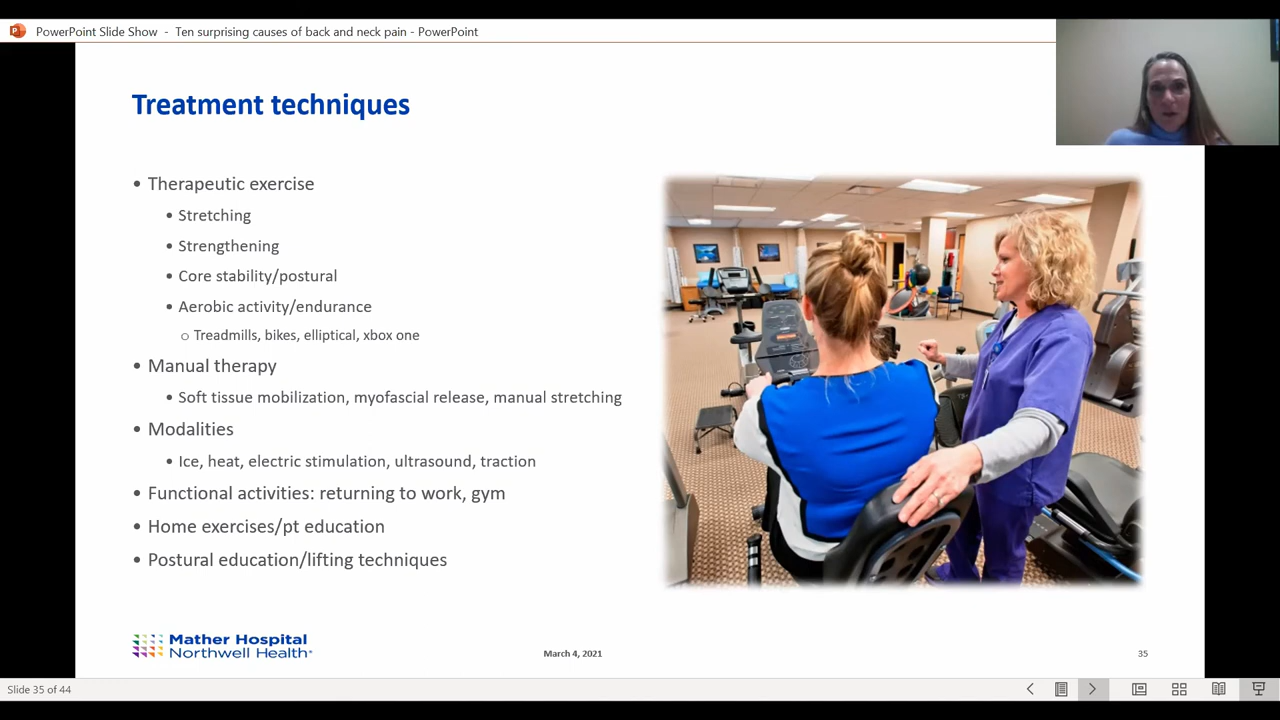 PowerPoint Slide Show - Ten surprising causes of back and neck pain - PowerPoint
Treatment techniques
• Therapeutic exercise
• Stretching
• Strengthening
• Core stability/postural
• Aerobic activity/endurance
o Treadmills, bikes, elliptical, xbox one
• Manual therapy
• Soft tissue mobilization, myofascial release, manual stretching
• Modalities
• Ice, heat, electric stimulation, ultrasound, traction
• Functional activities: returning to work, gym
• Home exercises/pt education
• Postural education/lifting techniques
Mather Hospital
Northwell Health
March 4, 2021
35
Slide 35 of 44